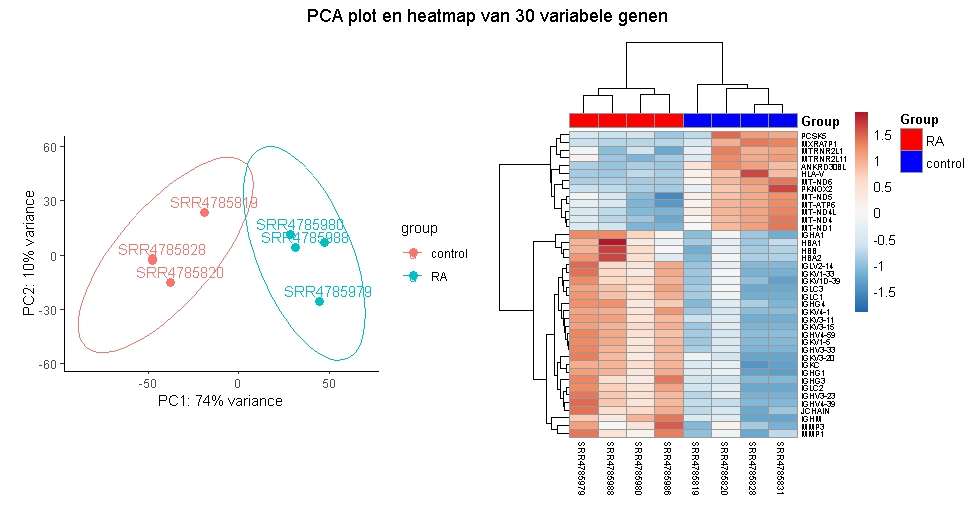 PCA plot en heatmap van 30 variabele genen
60
30
0
-30
-60
PC2: 10% variance
SRR4785819
SRR4785828
SRR4785820
SRR4785980
SRR4785988
SRR4785979
-50
0
50
PC1: 74% variance
group
control
RA
Group
PCSK5
MXRA7P1
MTRNR2L1
MTRNR2L11
ANKRD30BL
HLA-V
MT-ND6
PKNOX2
MT-ND5
MT-ATP6
MT-ND4L
MT-ND4
MT-ND1
IGHA1
HBA1
HBB
HBA2
IGLV2-14
IGKV1-33
IGKV1D-39
IGLC3
IGLC1
IGHG4
IGKV4-1
IGKV3-11
IGKV3-15
IGHV4-59
IGKV1-5
IGHV3-33
IGKV3-20
IGKC
IGHG1
IGHG3
IGLC2
IGHV3-23
IGHV4-39
JCHAIN
IGHM
MMP3
MMP1
SRR4785979
SRR4785988
SRR4785980
SRR4785986
SRR4785819
SRR4785820
SRR4785828
SRR4785831
1.5
1
0.5
0
-0.5
-1
-1.5
Group
RA
control